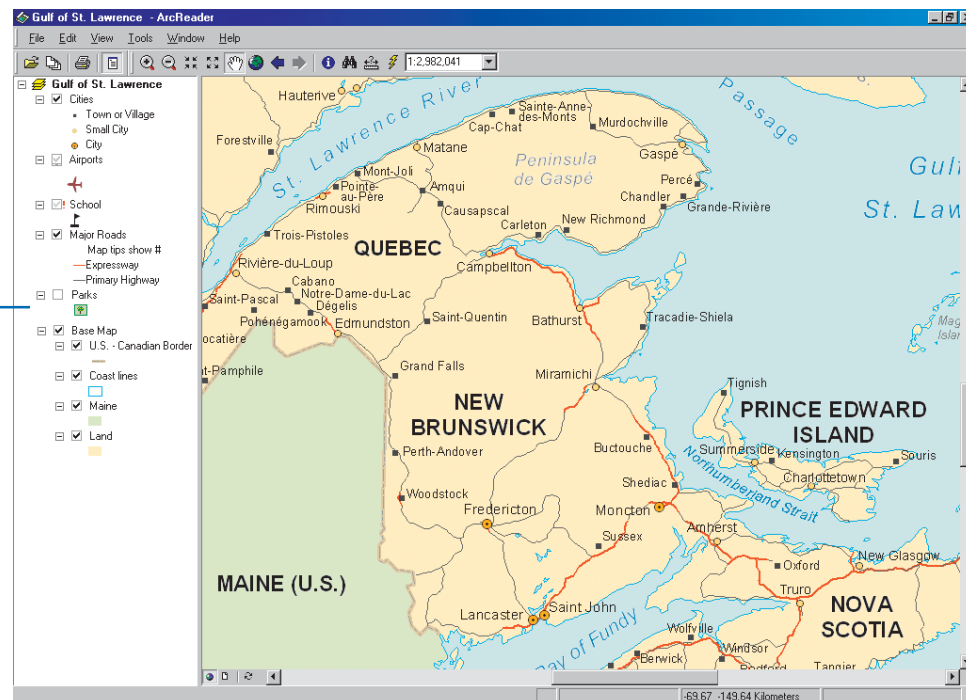 Gulf of St. Lawrence - ArcReader
File Edit View Tools Window Help
1:2,982,041
Gulf of St. Lawrence
Cities
Town or Village
Small City
City
Airports
! School
Major Roads
Map tips show #
Expressway
Primary Highway
Parks
Base Map
U.S. - Canadian Border
Coast lines
Maine
Land
Hauterive
St. Lawrence River
Passage
Forestville
Cap-Chat
Sainte-Anne
des-Monts
Murdochville
Matane
Gaspé
Peninsula
de Gaspé
Gulf
Mont-Joli
Pointe-
au-Père
Amqui
Percé
Rimouski
Causapscal
Chandler
Grande-Rivière
St. Law
Trois-Pistoles
Carleton
New Richmond
QUEBEC
Rivière-du-Loup
Campbellton
Cabano
Saint-Pascal
Notre-Dame-du-Lac
Dégelis
Pohénégamook
Edmundston
Saint-Quentin
Bathurst
Tracadie-Shiela
Mag
Islan
ocatière
nt-Pamphile
Grand Falls
Miramichi
Tignish
NEW
BRUNSWICK
PRINCE EDWARD
ISLAND
Buctouche
Summerside
Kensington
Souris
Perth-Andover
Charlottetown
Northumberland Strait
Shediac
Woodstock
Fredericton
Moncton
Amherst
Sussex
New Glasgow
Oxford
MAINE (U.S.)
Truro
Lancaster
Saint John
NOVA
SCOTIA
Bay of Fundy
Wolfville
Windsor
Berwick
Bedford
Tangier
-69.67 -149.64 Kilometers